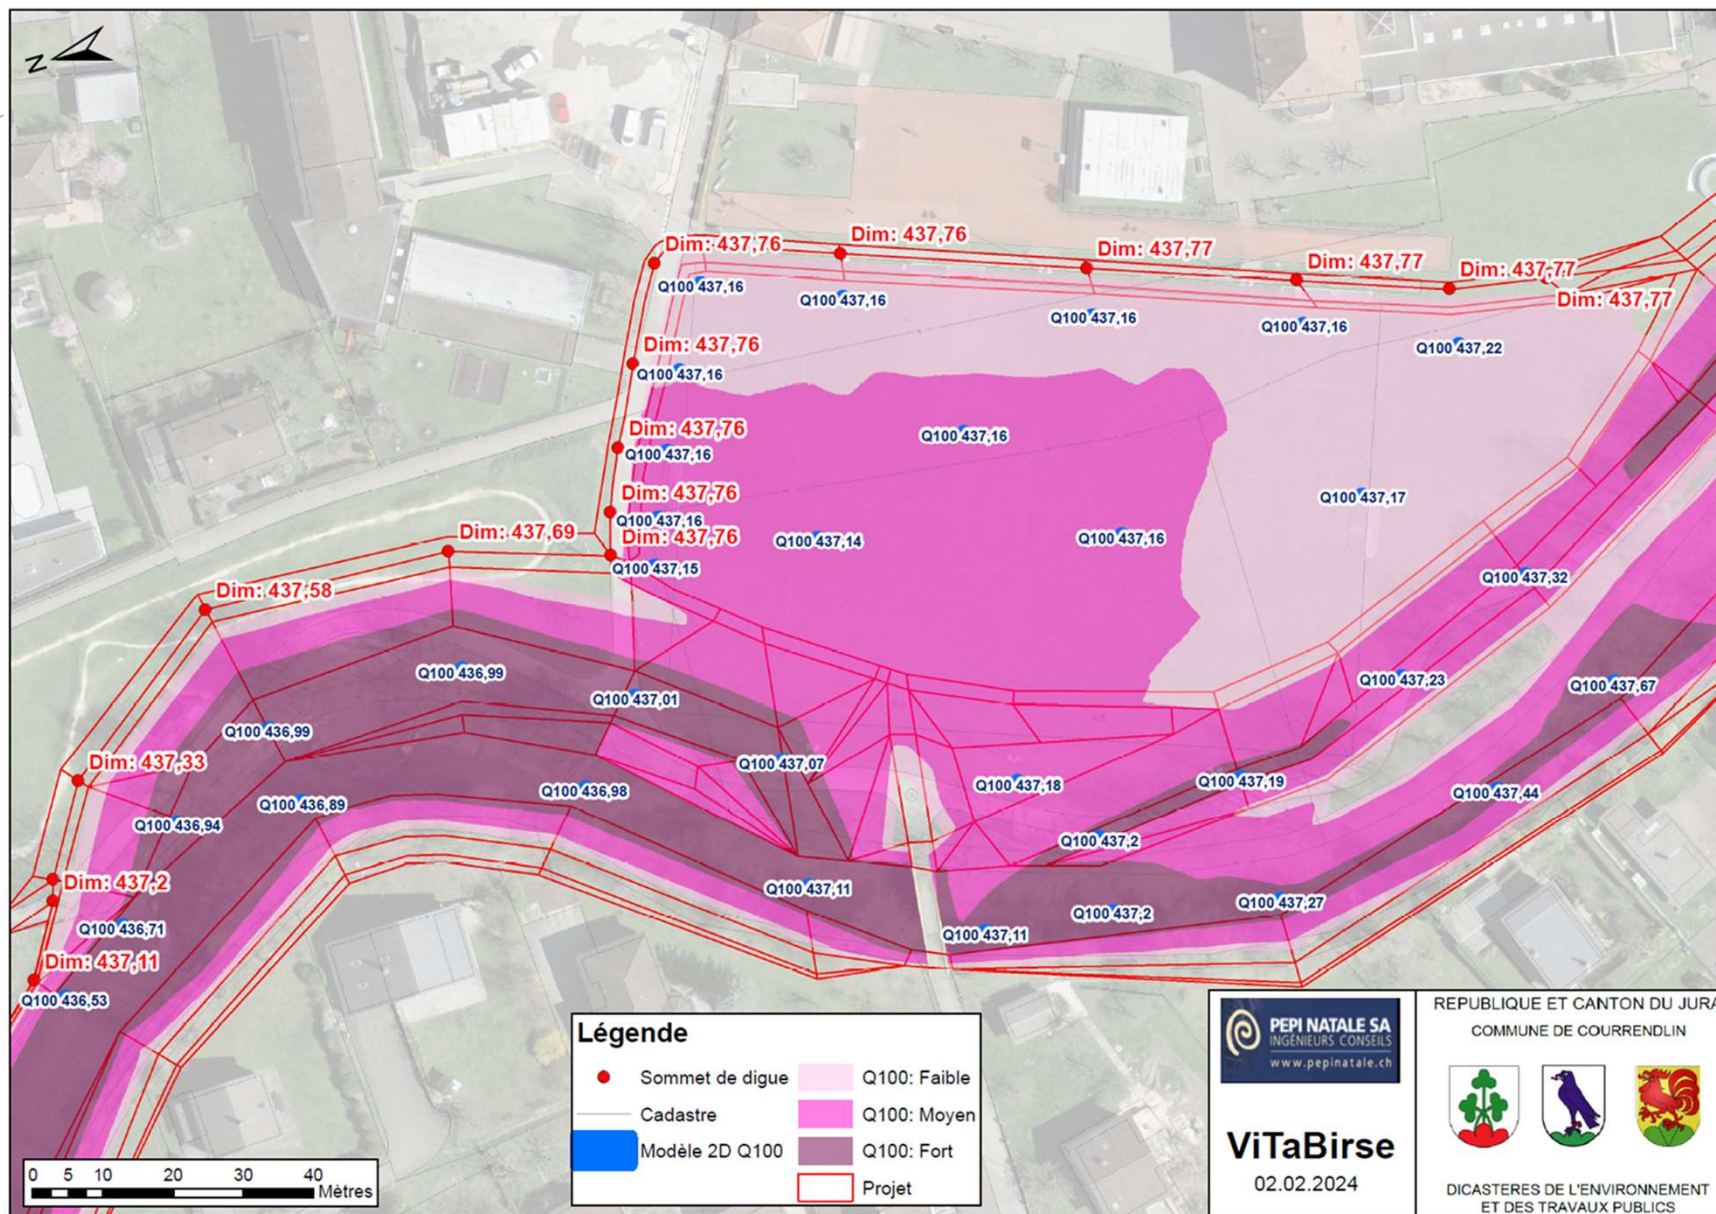 N
Dim: 437,76
Dim: 437,76
Dim: 437,77
Dim: 437,77
Dim: 437,77
Dim: 437,77
Q100 437,16
Q100 437,16
Q100 437,16
Q100 437,16
Q100 437,22
Dim: 437,76
Q100 437,16
Dim: 437,76
Q100 437,16
Q100 437,16
Dim: 437,76
Q100 437,16
Q100 437,17
Dim: 437,69
Dim: 437,76
Q100 437,14
Q100 437,16
Q100 437,15
Q100 437,32
Dim: 437,58
Q100 436,99
Q100 437,01
Q100 437,23
Q100 437,67
Q100 436,99
Dim: 437,33
Q100 437,07
Q100 437,18
Q100 437,19
Q100 437,44
Q100 436,89
Q100 436,98
Q100 436,94
Q100 437,2
Dim: 437,2
Q100 437,11
Q100 437,27
Q100 437,2
Q100 436,71
Q100 437,11
Dim: 437,11
Q100 436,53
Légende
Sommet de digue
Cadastre
Modèle 2D Q100
Q100: Faible
Q100: Moyen
Q100: Fort
Projet
0 5 10 20 30 40
Mètres
PEPI NATALE SA
INGÉNIEURS CONSEILS
www.pepinatale.ch
ViTaBirse
02.02.2024
REPUBLIQUE ET CANTON DU JURA
COMMUNE DE COURRENDLIN
DICASTERES DE L'ENVIRONNEMENT
ET DES TRAVAUX PUBLICS